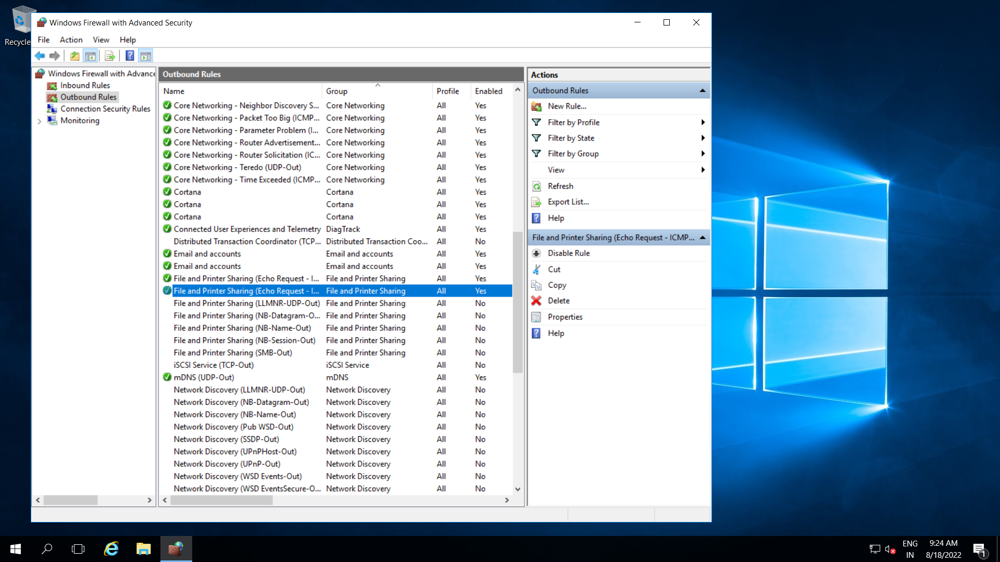 Recycle
Windows Firewall with Advanced Security
File Action View Help
Windows Firewall with Advance
Inbound Rules
Outbound Rules
Connection Security Rules
Monitoring
Outbound Rules
Name Group Profile Enabled
Core Networking - Neighbor Discovery S... Core Networking All Yes
Core Networking - Packet Too Big (ICMP... Core Networking All Yes
Core Networking - Parameter Problem (I... Core Networking All Yes
Core Networking - Router Advertisement... Core Networking All Yes
Core Networking - Router Solicitation (IC... Core Networking All Yes
Core Networking - Teredo (UDP-Out) Core Networking All Yes
Core Networking - Time Exceeded (ICMP... Core Networking All Yes
Cortana Cortana All Yes
Cortana Cortana All Yes
Cortana Cortana All Yes
Connected User Experiences and Telemetry DiagTrack All Yes
Distributed Transaction Coordinator (TCP... Distributed Transaction Coo... All No
Email and accounts Email and accounts All Yes
Email and accounts Email and accounts All Yes
File and Printer Sharing (Echo Request - I... File and Printer Sharing All Yes
File and Printer Sharing (Echo Request - I... File and Printer Sharing All Yes
File and Printer Sharing (LLMNR-UDP-Out) File and Printer Sharing All No
File and Printer Sharing (NB-Datagram-O... File and Printer Sharing All No
File and Printer Sharing (NB-Name-Out) File and Printer Sharing All No
File and Printer Sharing (NB-Session-Out) File and Printer Sharing All No
File and Printer Sharing (SMB-Out) File and Printer Sharing All No
iSCSI Service (TCP-Out) iSCSI Service All No
mDNS (UDP-Out) mDNS All Yes
Network Discovery (LLMNR-UDP-Out) Network Discovery All No
Network Discovery (NB-Datagram-Out) Network Discovery All No
Network Discovery (NB-Name-Out) Network Discovery All No
Network Discovery (Pub WSD-Out) Network Discovery All No
Network Discovery (SSDP-Out) Network Discovery All No
Network Discovery (UPnPHost-Out) Network Discovery All No
Network Discovery (UPnP-Out) Network Discovery All No
Network Discovery (WSD Events-Out) Network Discovery All No
Network Discovery (WSD EventsSecure-O... Network Discovery All No
Actions
Outbound Rules
New Rule...
Filter by Profile
Filter by State
Filter by Group
View
Refresh
Export List...
Help
File and Printer Sharing (Echo Request - ICMP...
Disable Rule
Cut
Copy
Delete
Properties
Help
ENG
IN
9:24 AM
8/18/2022
1